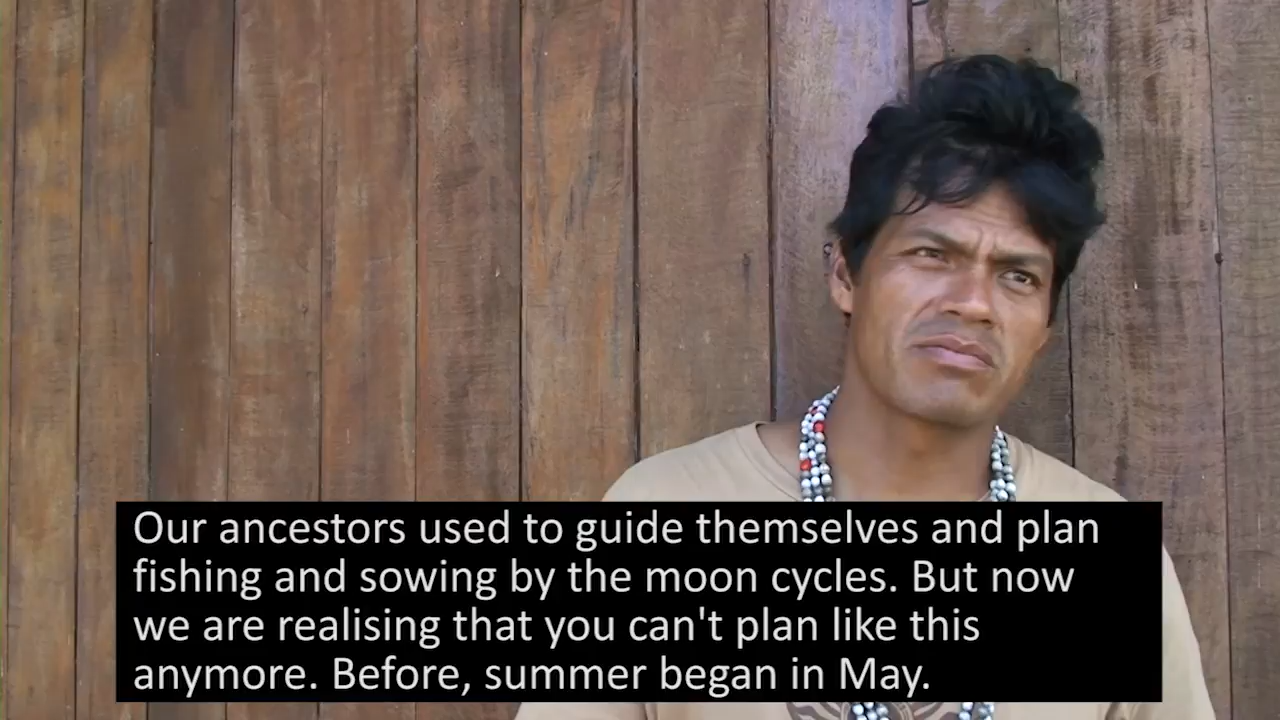 Our ancestors used to guide themselves and plan
fishing and sowing by the moon cycles. But now
we are realising that you can't plan like this
anymore. Before, summer began in May.